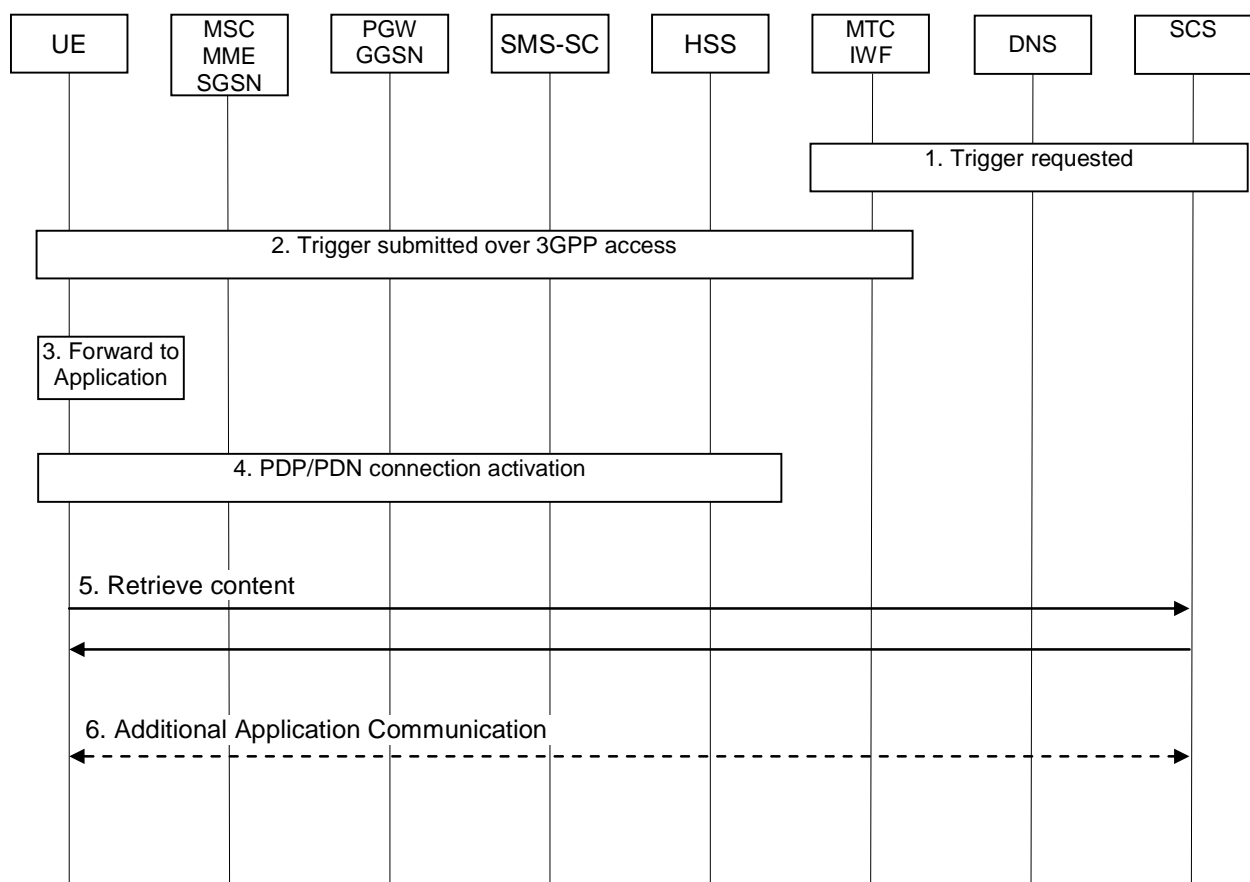 UE
MSC
MME
SGSN
PGW
GGSN
SMS-SC
HSS
MTC
IWF
DNS
SCS
1. Trigger requested
2. Trigger submitted over 3GPP access
3. Forward to
Application
4. PDP/PDN connection activation
5. Retrieve content
6. Additional Application Communication